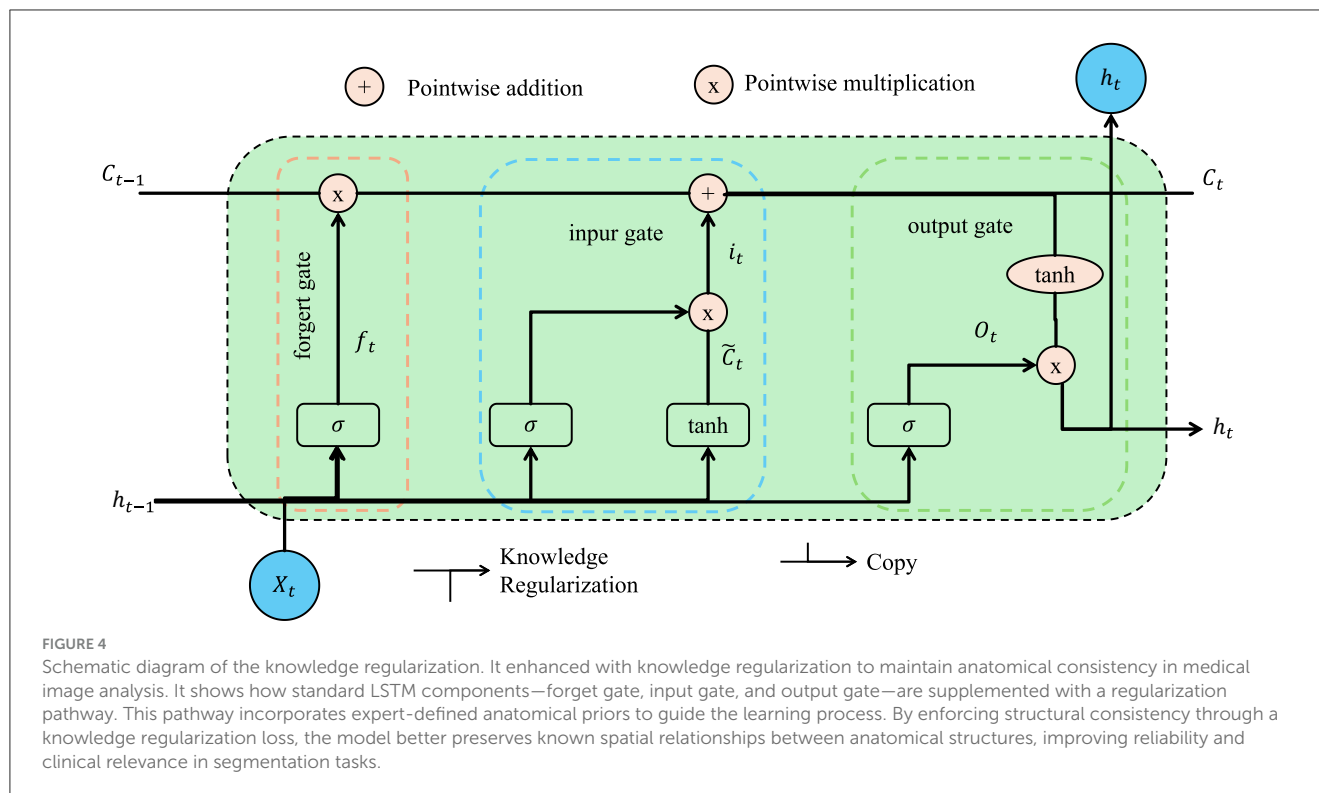 + Pointwise addition
x Pointwise multiplication
h_t
C_{t-1}
x
+
C_t
inpur gate
output gate
forgert gate
i_t
tanh
x
f_t
C̃_t
O_t
x
σ
σ
tanh
σ
h_t
h_{t-1}
X_t
Knowledge
Regularization
Copy
FIGURE 4
Schematic diagram of the knowledge regularization. It enhanced with knowledge regularization to maintain anatomical consistency in medical
image analysis. It shows how standard LSTM components—forget gate, input gate, and output gate—are supplemented with a regularization
pathway. This pathway incorporates expert-defined anatomical priors to guide the learning process. By enforcing structural consistency through a
knowledge regularization loss, the model better preserves known spatial relationships between anatomical structures, improving reliability and
clinical relevance in segmentation tasks.